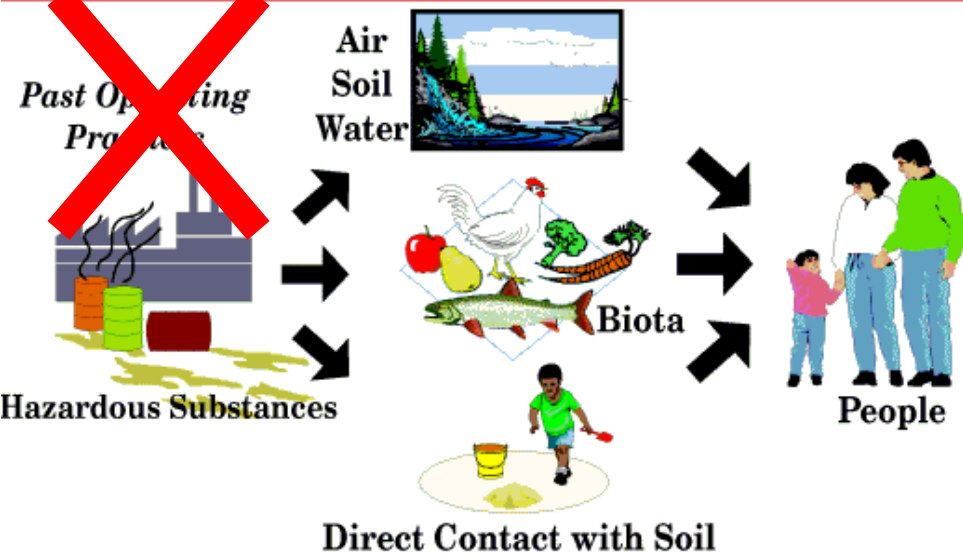 Past
Air
Soil
Water
Biota
Hazardous Substances
People
Direct Contact with Soil